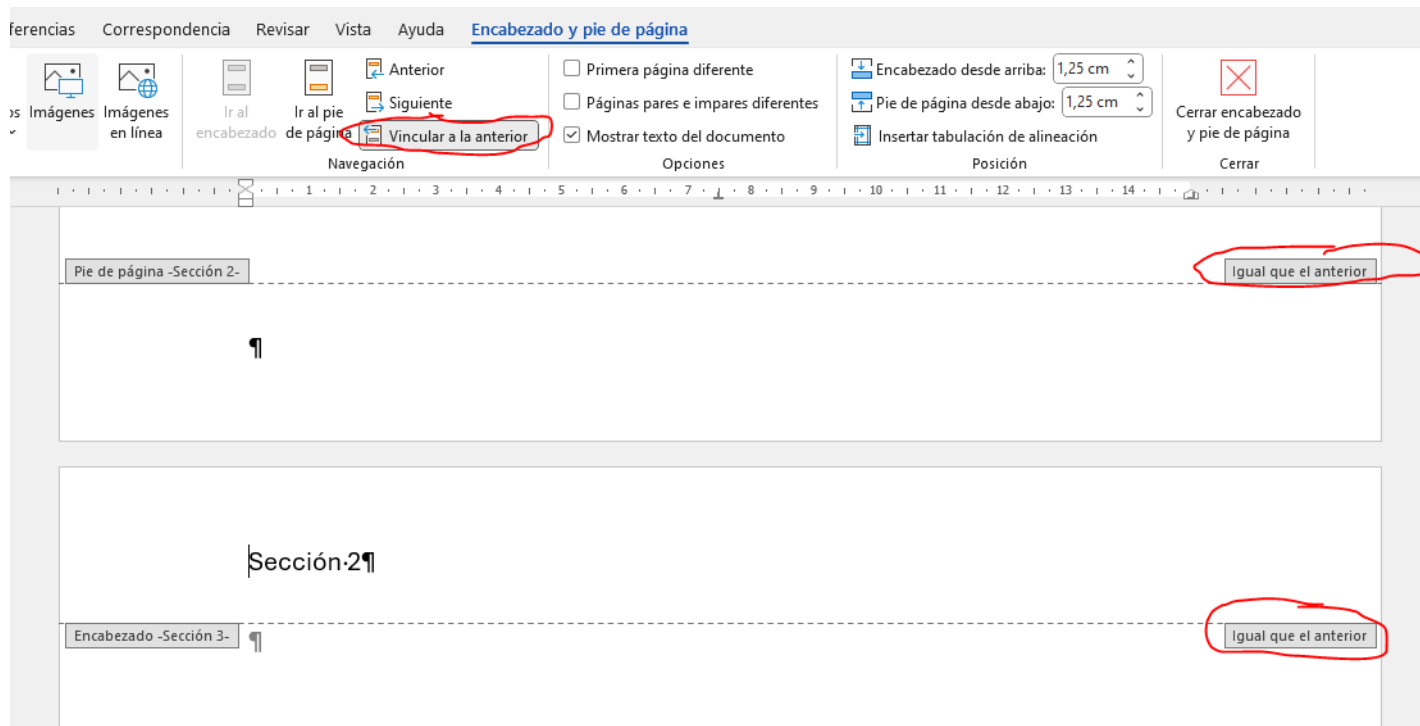 ferencias Correspondencia Revisar Vista Ayuda Encabezado y pie de página
os Imágenes Imágenes en línea
Ir al encabezado
Ir al pie de página
Anterior
Siguiente
Vincular a la anterior
Navegación
Primera página diferente
Páginas pares e impares diferentes
Mostrar texto del documento
Opciones
Encabezado desde arriba: 1,25 cm
Pie de página desde abajo: 1,25 cm
Insertar tabulación de alineación
Posición
Cerrar encabezado
y pie de página
Cerrar
1 2 3 4 5 6 7 8 9 10 11 12 13 14
Pie de página -Sección 2- Igual que el anterior
¶
Sección·2¶
Encabezado -Sección 3- ¶ Igual que el anterior